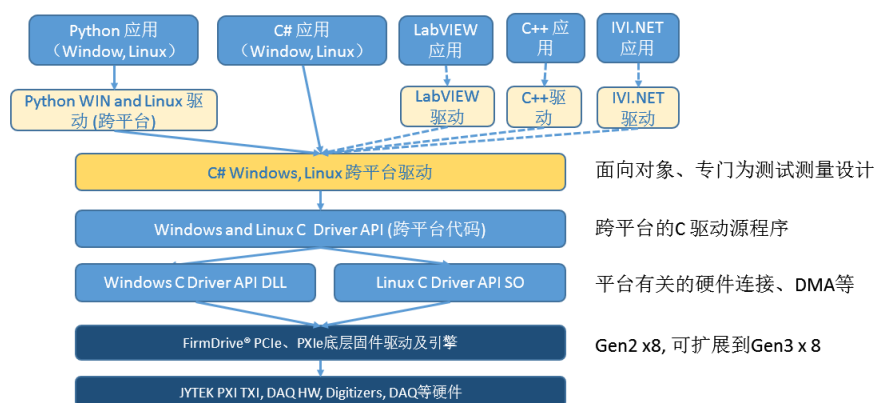 Python 应用
（Window, Linux）
C# 应用
（Window, Linux）
LabVIEW
应用
C++ 应
用
IVI.NET
应用
Python WIN and Linux 驱
动 (跨平台)
LabVIEW
驱动
C++驱
动
IVI.NET
驱动
C# Windows, Linux 跨平台驱动
面向对象、专门为测试测量设计
Windows and Linux C Driver API (跨平台代码)
跨平台的C 驱动源程序
Windows C Driver API DLL
Linux C Driver API SO
平台有关的硬件连接、DMA等
FirmDrive® PCIe、PXIe底层固件驱动及引擎
Gen2 x8, 可扩展到Gen3 x 8
JYTEK PXI TXI, DAQ HW, Digitizers, DAQ等硬件